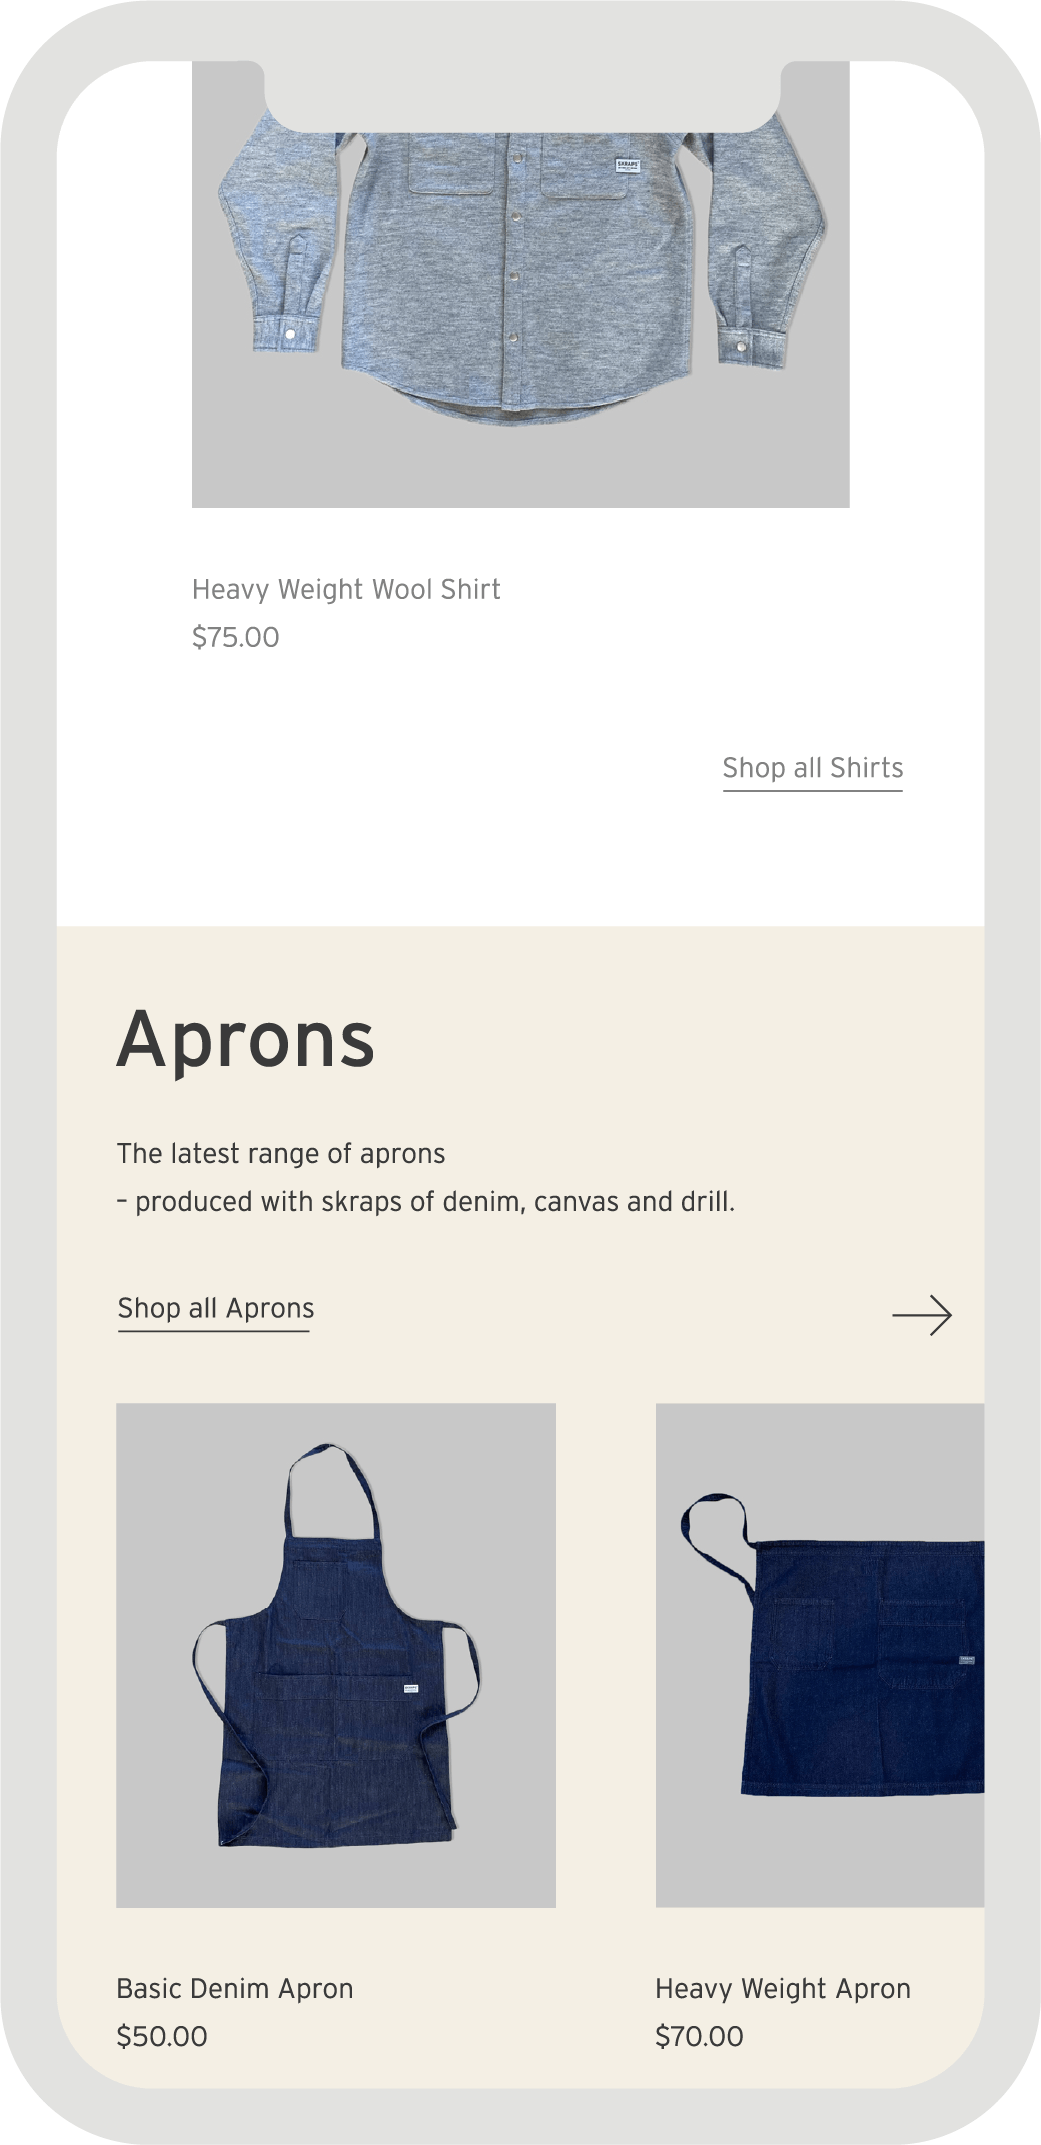 Heavy Weight Wool Shirt
$75.00
Shop all Shirts
Aprons
The latest range of aprons
– produced with skraps of denim, canvas and drill.
Shop all Aprons
Basic Denim Apron
$50.00
Heavy Weight Apron
$70.00